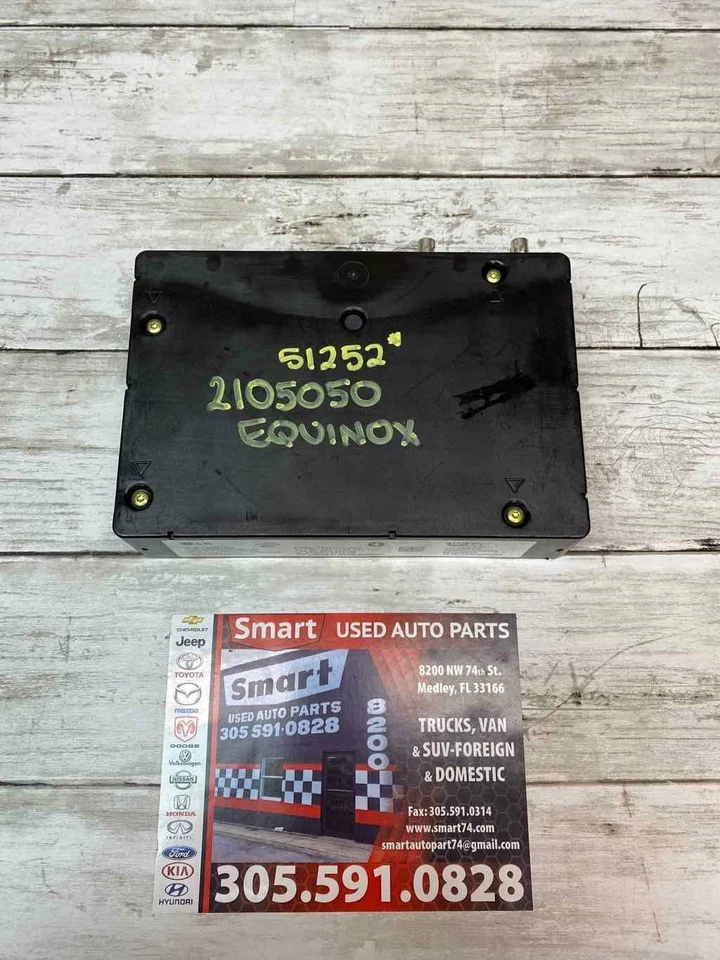 51252*
2105050
EQUINOX
LG
Smart USED AUTO PARTS
8200 NW 74th St.
Medley, FL 33166
TRUCKS, VAN
& SUV-FOREIGN
& DOMESTIC
Fax: 305.591.0314
www.smart74.com
smartautopart74@gmail.com
305.591.0828
Smart
USED AUTO PARTS
305 591-0828
8200
CHEVROLET
Jeep
TOYOTA
mazda
DODGE
Volkswagen
NISSAN
HONDA
INFINITI
Ford
KIA
HYUNDAI